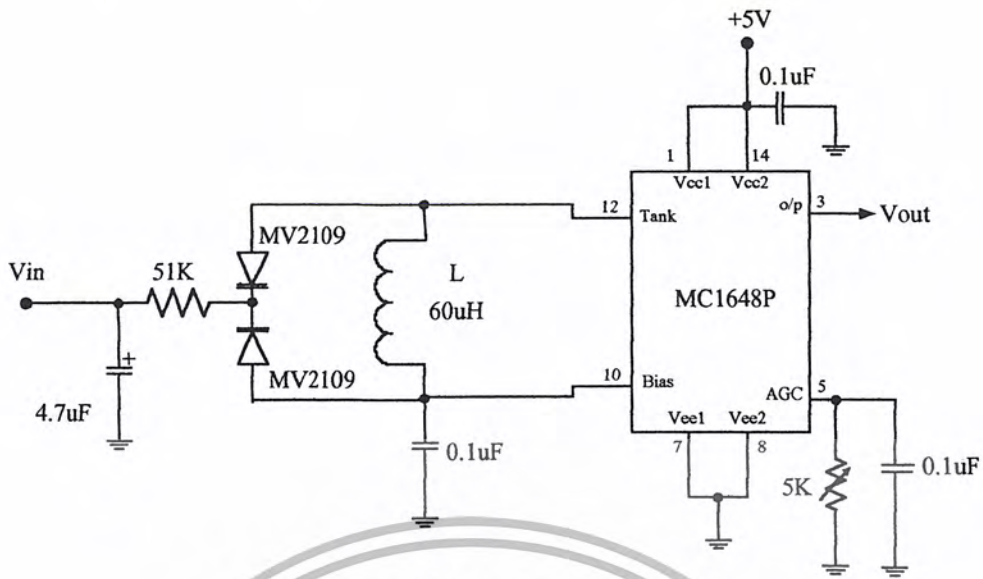 +5V
0.1uF
1
14
Vcc1
Vcc2
12
Tank
o/p
3
Vout
MV2109
Vin
51K
L
60uH
MC1648P
+
4.7uF
MV2109
10
Bias
AGC
5
Vee1
Vee2
7
8
0.1uF
5K
0.1uF